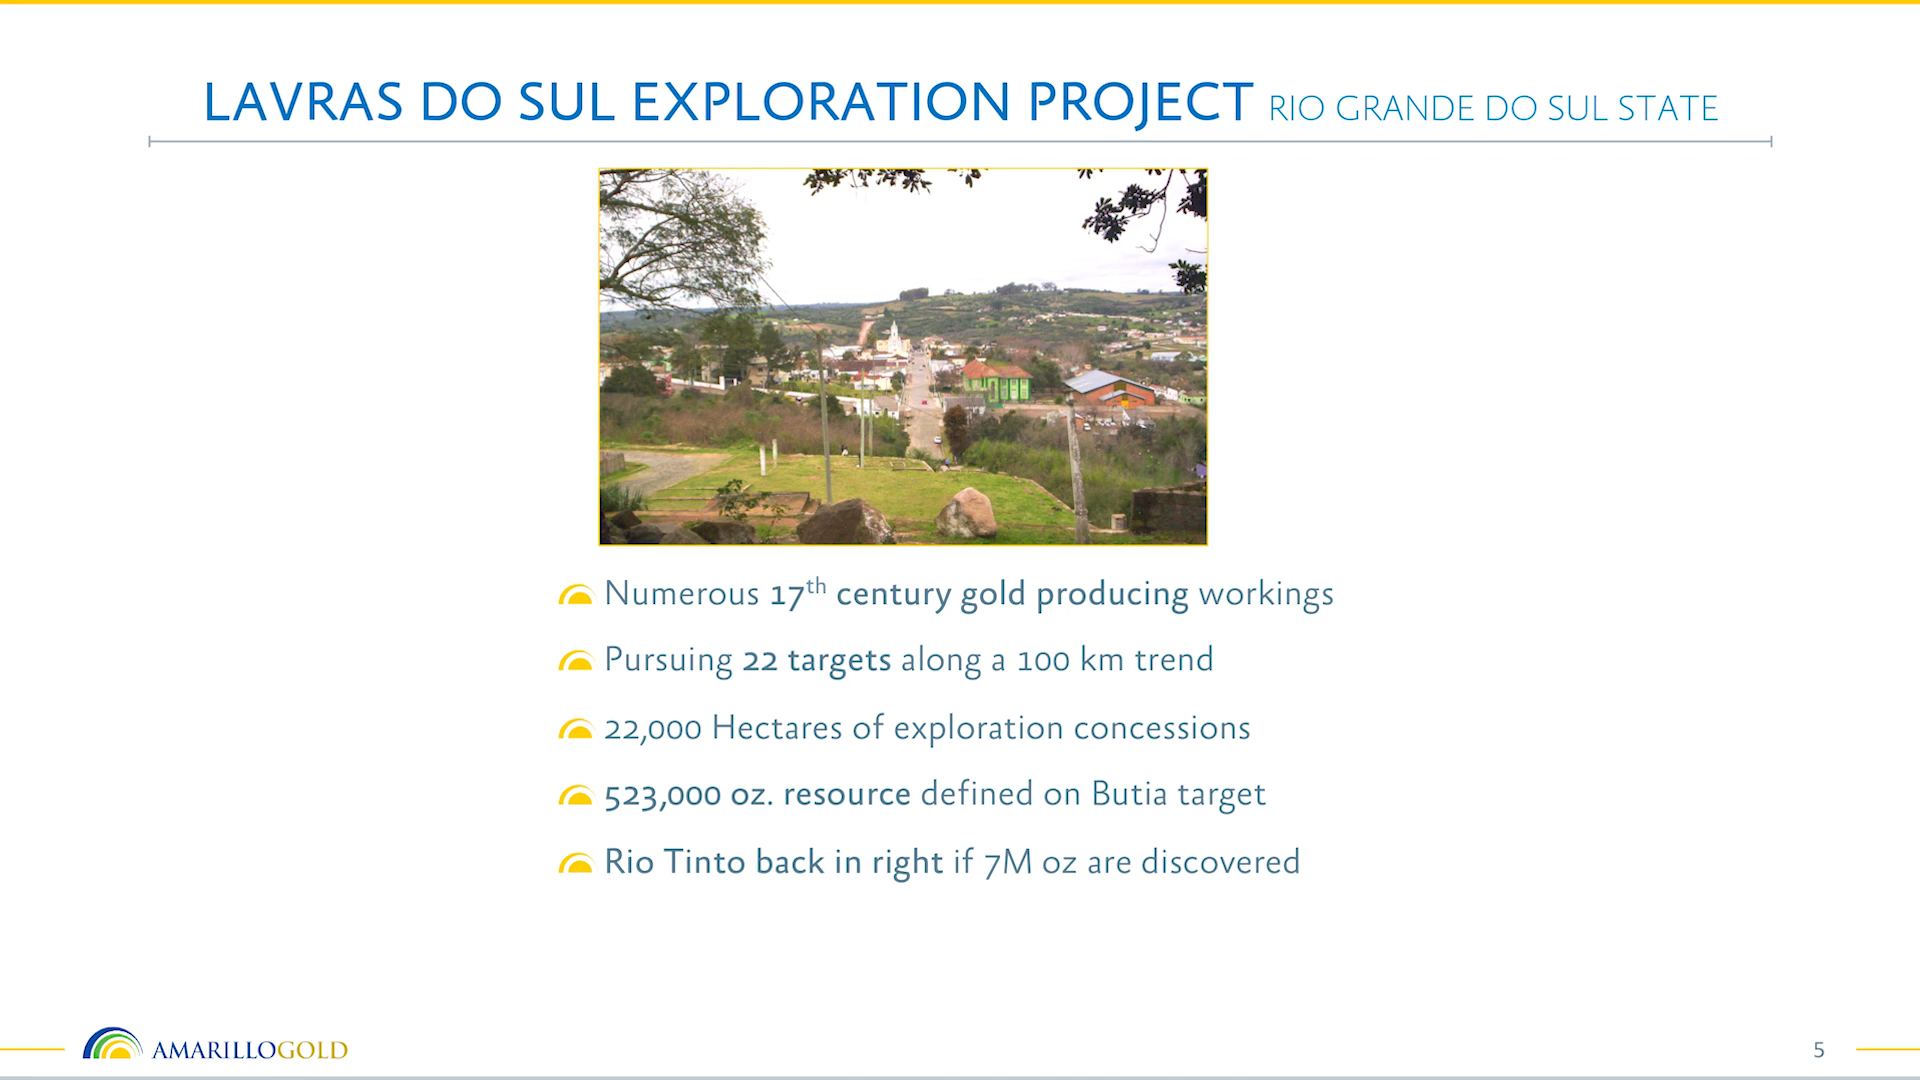 LAVRAS DO SUL EXPLORATION PROJECT RIO GRANDE DO SUL STATE
Numerous 17th century gold producing workings
Pursuing 22 targets along a 100 km trend
22,000 Hectares of exploration concessions
523,000 oz. resource defined on Butia target
Rio Tinto back in right if 7M oz are discovered
AMARILLOGOLD
5